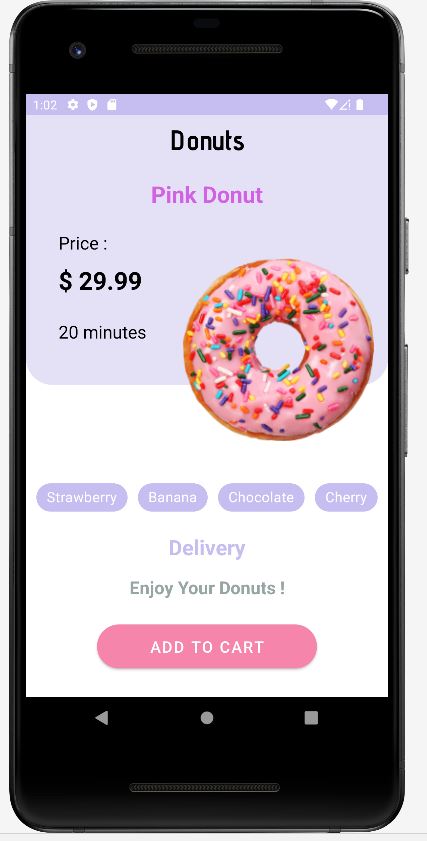 1:02
Donuts
Pink Donut
Price :
$ 29.99
20 minutes
Strawberry Banana Chocolate Cherry
Delivery
Enjoy Your Donuts !
ADD TO CART